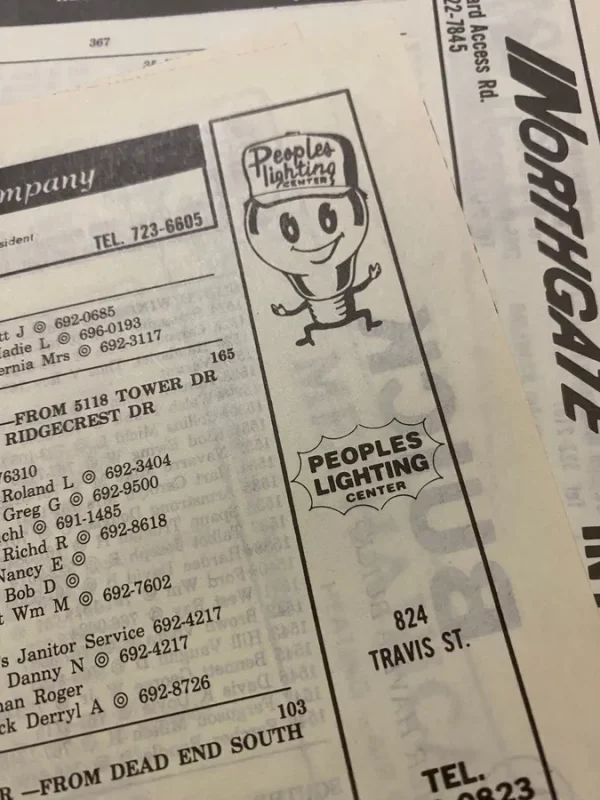 367
mpany
sident
TEL. 723-6605
tt J ⊚ 692-0685
adie L ⊚ 696-0193
ernia Mrs ⊚ 692-3117
165
—FROM 5118 TOWER DR
RIDGECREST DR
76310
Roland L ⊚ 692-3404
Greg G ⊚ 692-9500
chl ⊚ 691-1485
Richd R ⊚ 692-8618
Nancy E ⊚
Bob D ⊚
t Wm M ⊚ 692-7602
's Janitor Service 692-4217
Danny N ⊚ 692-4217
nan Roger
ck Derryl A ⊚ 692-8726
103
R —FROM DEAD END SOUTH
Peoples
lighting
CENTER
PEOPLES
LIGHTING
CENTER
824
TRAVIS ST.
TEL.
0823
ard Access Rd.
22-7845
NORTHGATE